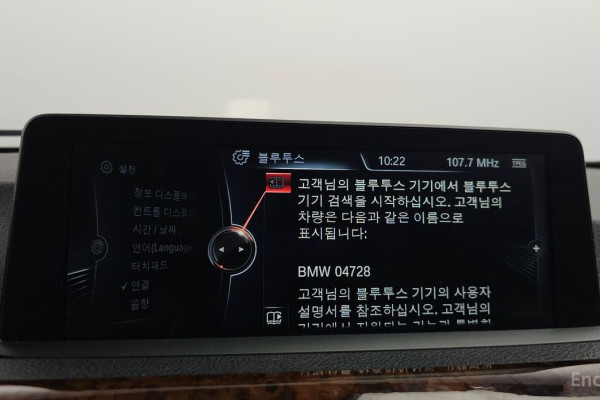 블루투스
10:22
107.7 MHz
TPEG
설정
정보 디스플레
컨트롤 디스플
시간 / 날짜
언어(Language
터치패드
✓ 연결
음향
고객님의 블루투스 기기에서 블루투스
기기 검색을 시작하십시오. 고객님의
차량은 다음과 같은 이름으로
표시됩니다:
BMW 04728
고객님의 블루투스 기기의 사용자
설명서를 참조하십시오. 고객님의
Enc